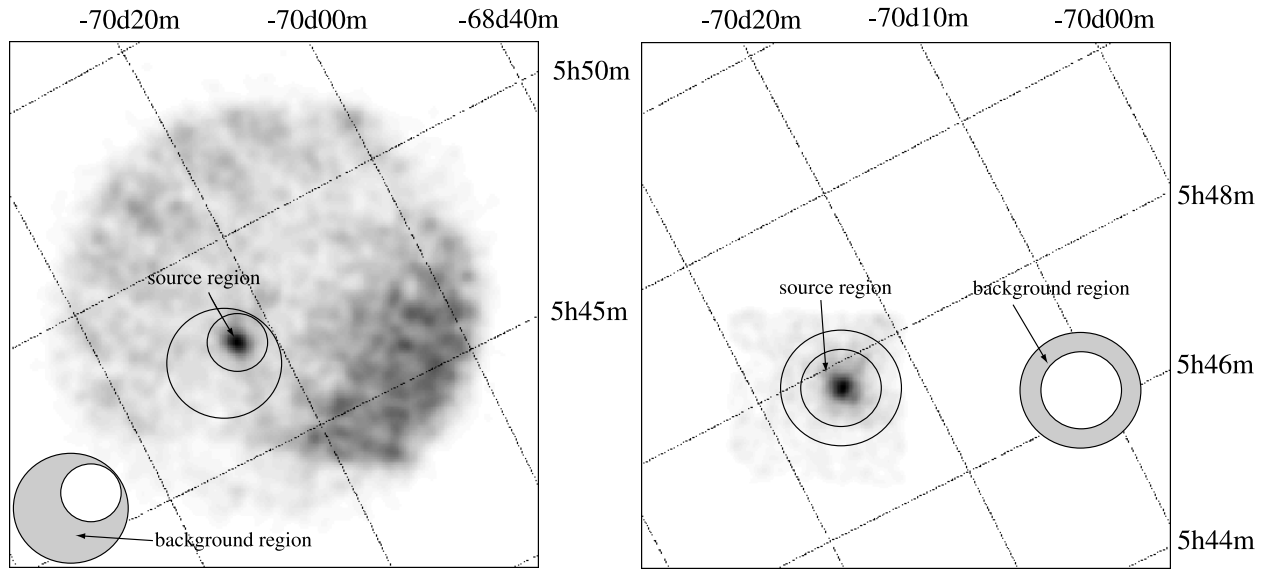 -70d20m -70d00m -68d40m
5h50m
source region
5h45m
background region
-70d20m -70d10m -70d00m
5h48m
source region background region
5h46m
5h44m